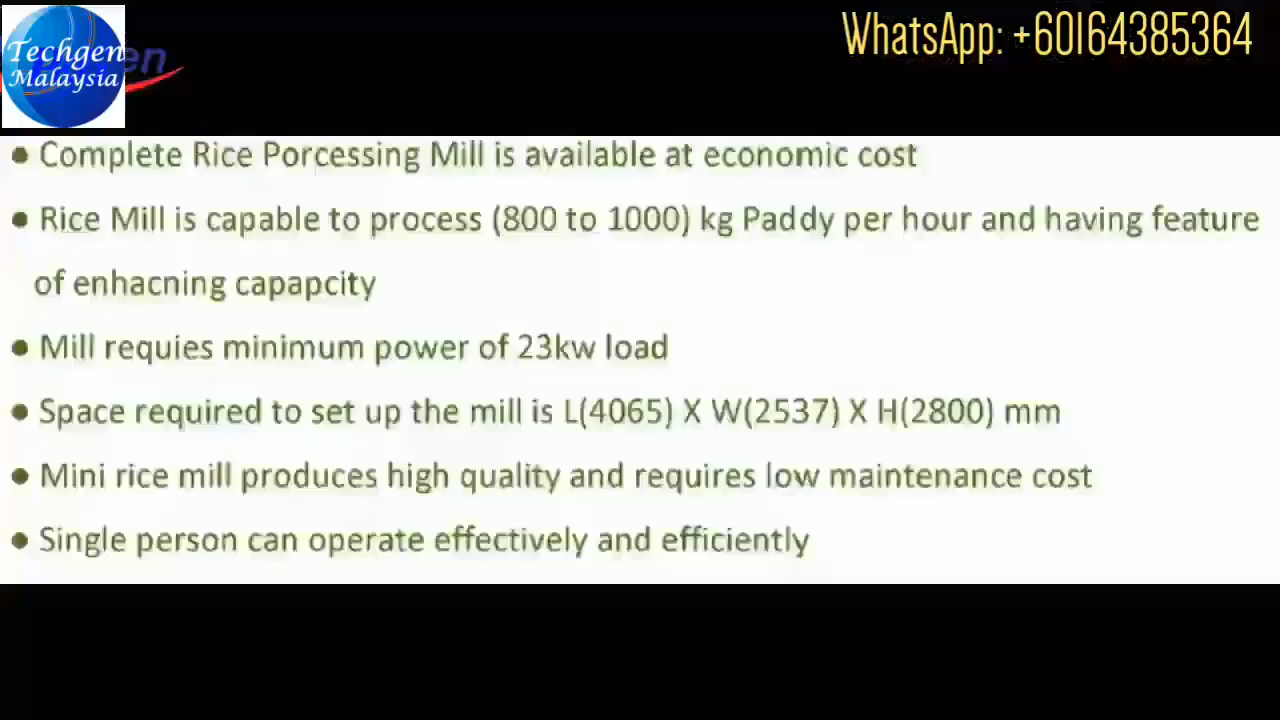 Techgen
Malaysia
en
WhatsApp: +60164385364
• Complete Rice Porcessing Mill is available at economic cost
• Rice Mill is capable to process (800 to 1000) kg Paddy per hour and having feature
of enhacning capapcity
• Mill requies minimum power of 23kw load
• Space required to set up the mill is L(4065) X W(2537) X H(2800) mm
• Mini rice mill produces high quality and requires low maintenance cost
• Single person can operate effectively and efficiently